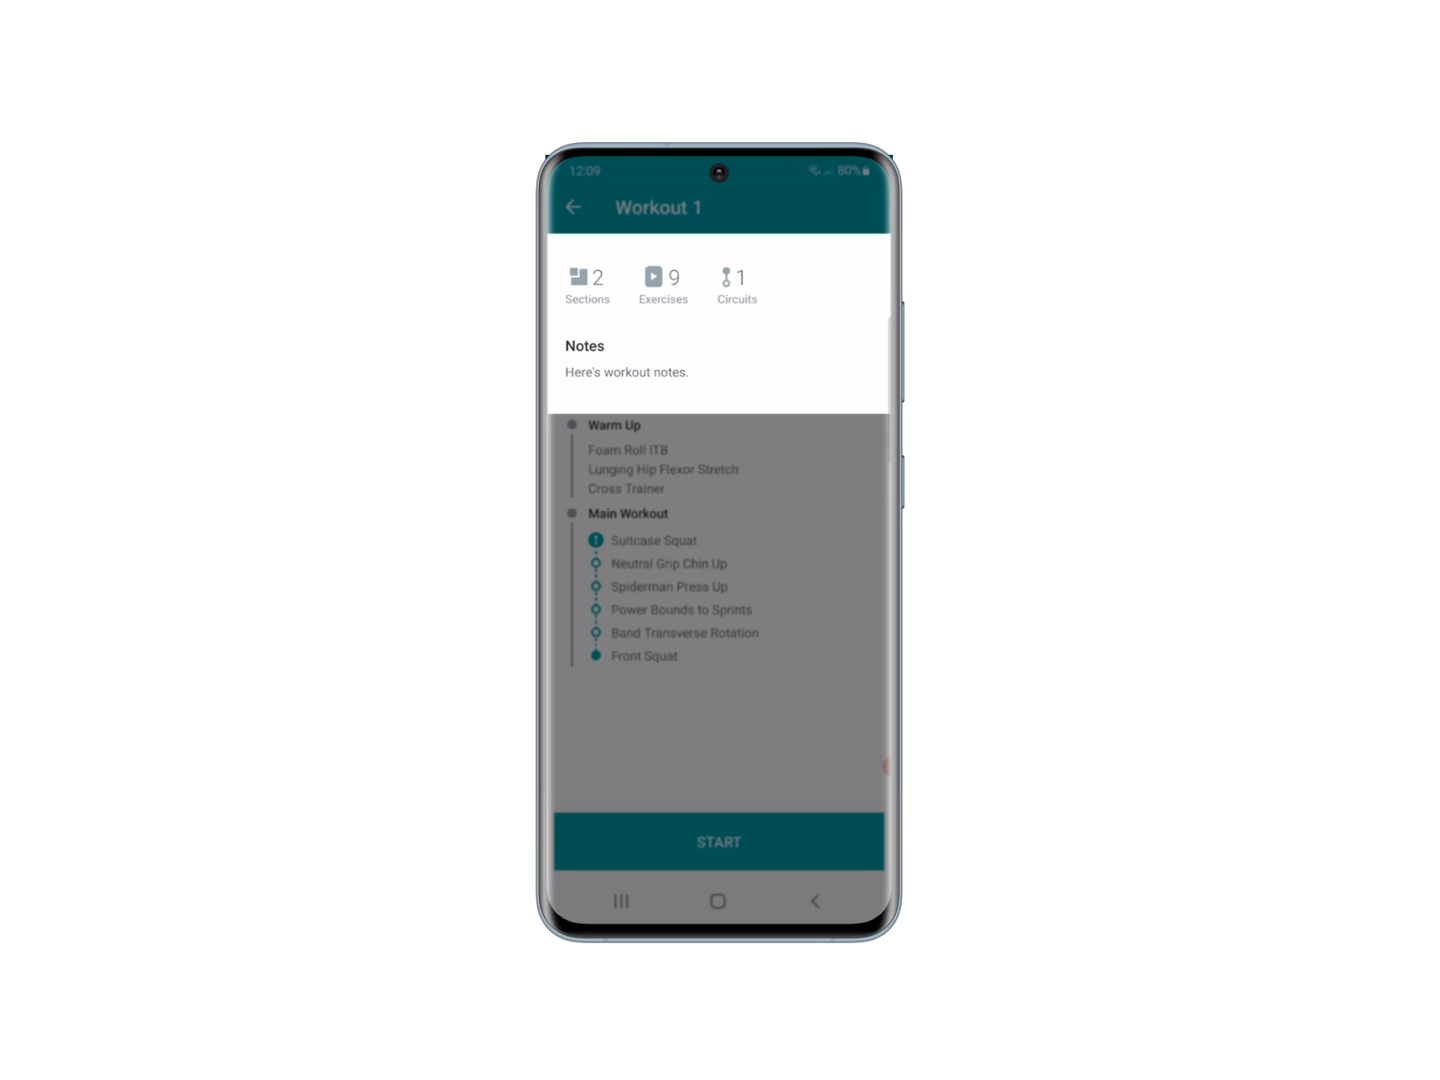 12:09
80%
Workout 1
2
Sections
9
Exercises
1
Circuits
Notes
Here's workout notes.
Warm Up
Foam Roll ITB
Lunging Hip Flexor Stretch
Cross Trainer
Main Workout
Suitcase Squat
Neutral Grip Chin Up
Spiderman Press Up
Power Bounds to Sprints
Band Transverse Rotation
Front Squat
START